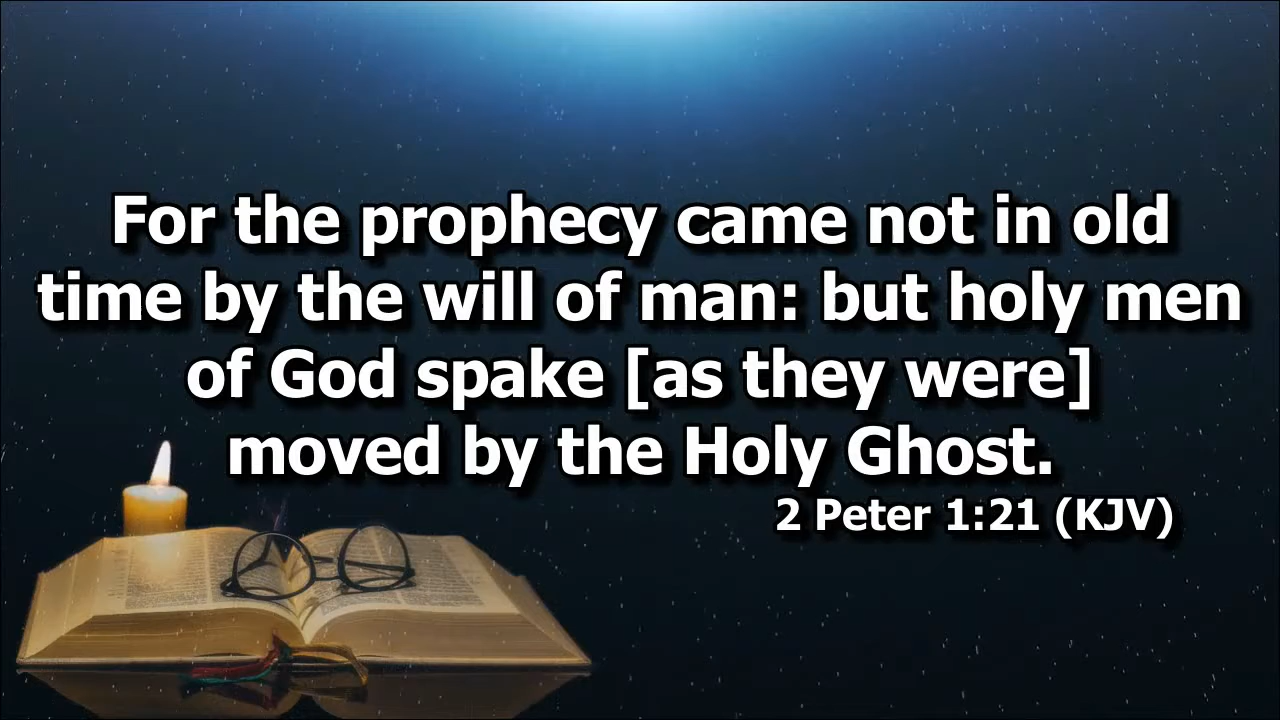 For the prophecy came not in old
time by the will of man: but holy men
of God spake [as they were]
moved by the Holy Ghost.
2 Peter 1:21 (KJV)